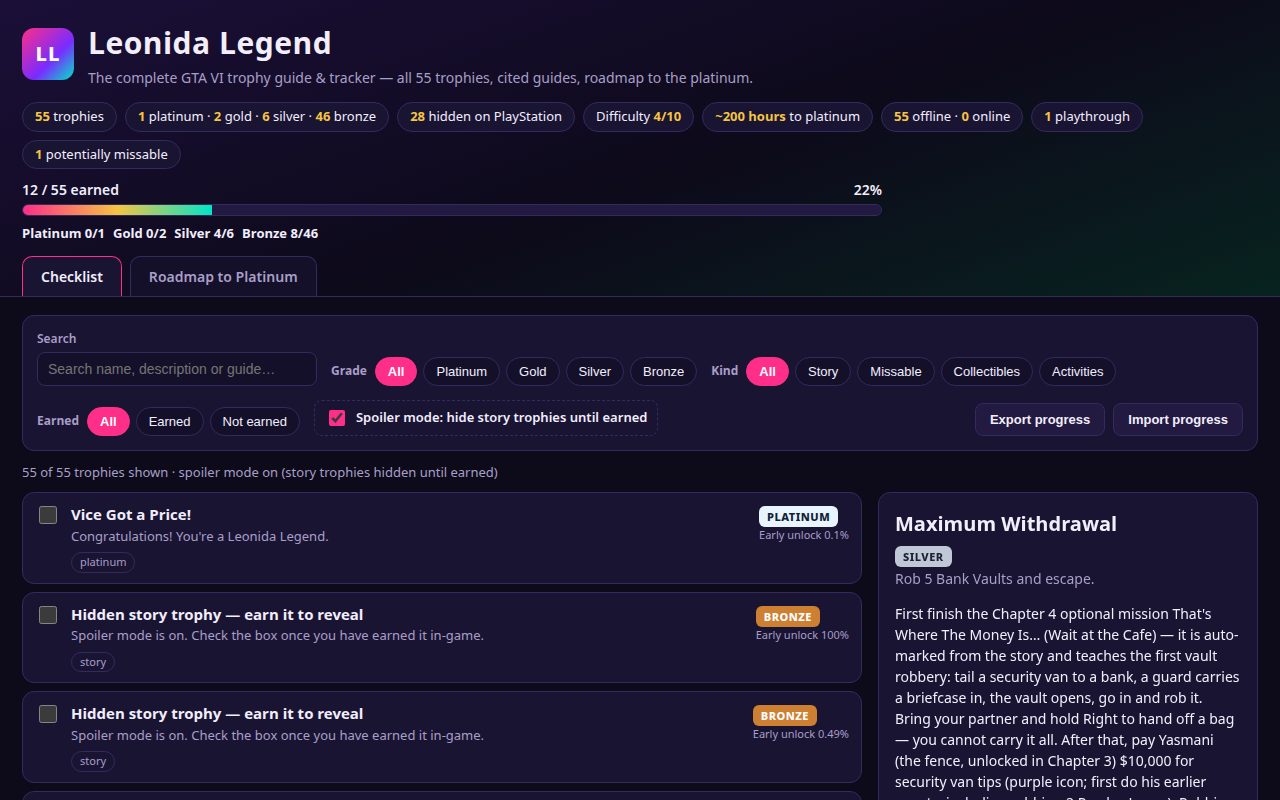 LL
Leonida Legend
The complete GTA VI trophy guide & tracker — all 55 trophies, cited guides, roadmap to the platinum.
55 trophies
1 platinum · 2 gold · 6 silver · 46 bronze
28 hidden on PlayStation
Difficulty 4/10
~200 hours to platinum
55 offline · 0 online
1 playthrough
1 potentially missable
12 / 55 earned
22%
Platinum 0/1 Gold 0/2 Silver 4/6 Bronze 8/46
Checklist
Roadmap to Platinum
Search
Search name, description or guide…
Grade
All
Platinum
Gold
Silver
Bronze
Kind
All
Story
Missable
Collectibles
Activities
Earned
All
Earned
Not earned
Spoiler mode: hide story trophies until earned
Export progress
Import progress
55 of 55 trophies shown · spoiler mode on (story trophies hidden until earned)
Vice Got a Price!
Congratulations! You're a Leonida Legend.
platinum
PLATINUM
Early unlock 0.1%
Hidden story trophy — earn it to reveal
Spoiler mode is on. Check the box once you have earned it in-game.
story
BRONZE
Early unlock 100%
Hidden story trophy — earn it to reveal
Spoiler mode is on. Check the box once you have earned it in-game.
story
BRONZE
Early unlock 0.49%
Maximum Withdrawal
SILVER
Rob 5 Bank Vaults and escape.
First finish the Chapter 4 optional mission That's
Where The Money Is... (Wait at the Cafe) — it is auto-
marked from the story and teaches the first vault
robbery: tail a security van to a bank, a guard carries
a briefcase in, the vault opens, go in and rob it.
Bring your partner and hold Right to hand off a bag
— you cannot carry it all. After that, pay Yasmani
(the fence, unlocked in Chapter 3) $10,000 for
security van tips (purple icon; first do his earlier